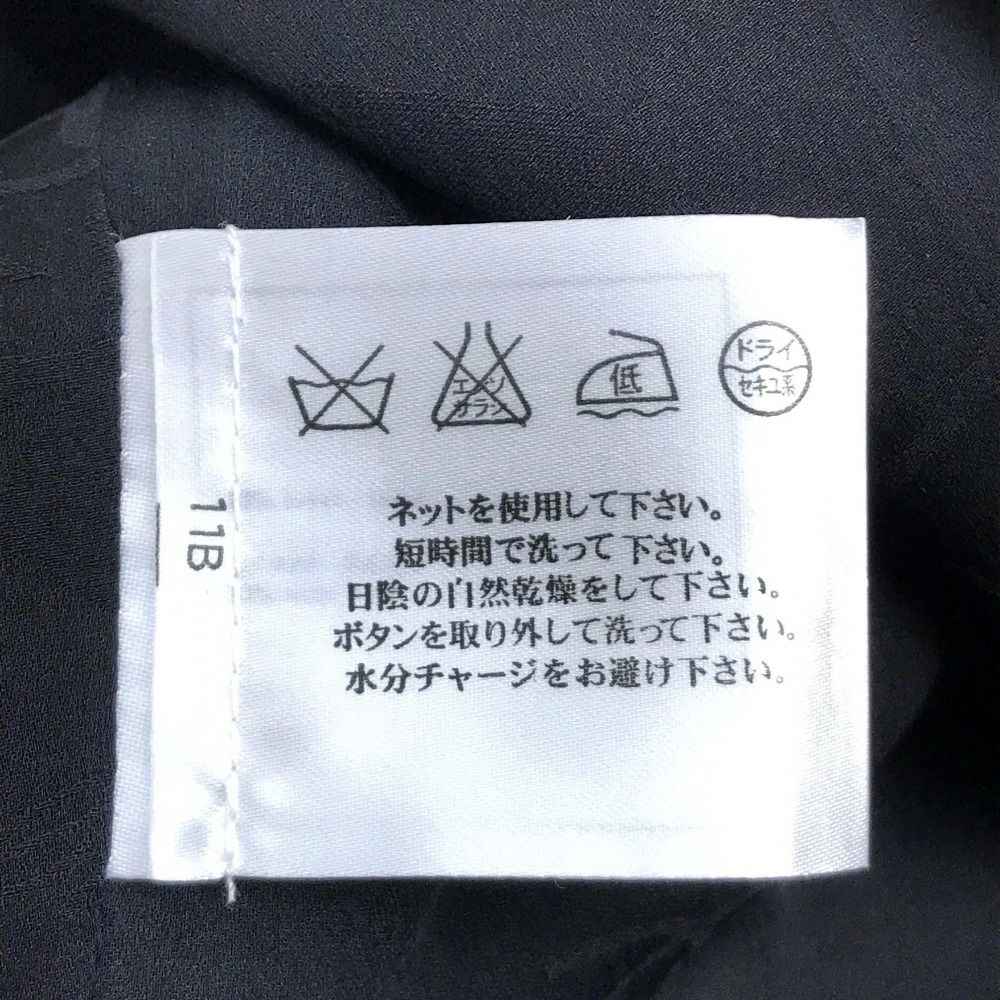 エンソ
サラシ
低
ドライ
セキユ系
ネットを使用して下さい。
短時間で洗って下さい。
日陰の自然乾燥をして下さい。
ボタンを取り外して洗って下さい。
水分チャージをお避け下さい。
11B